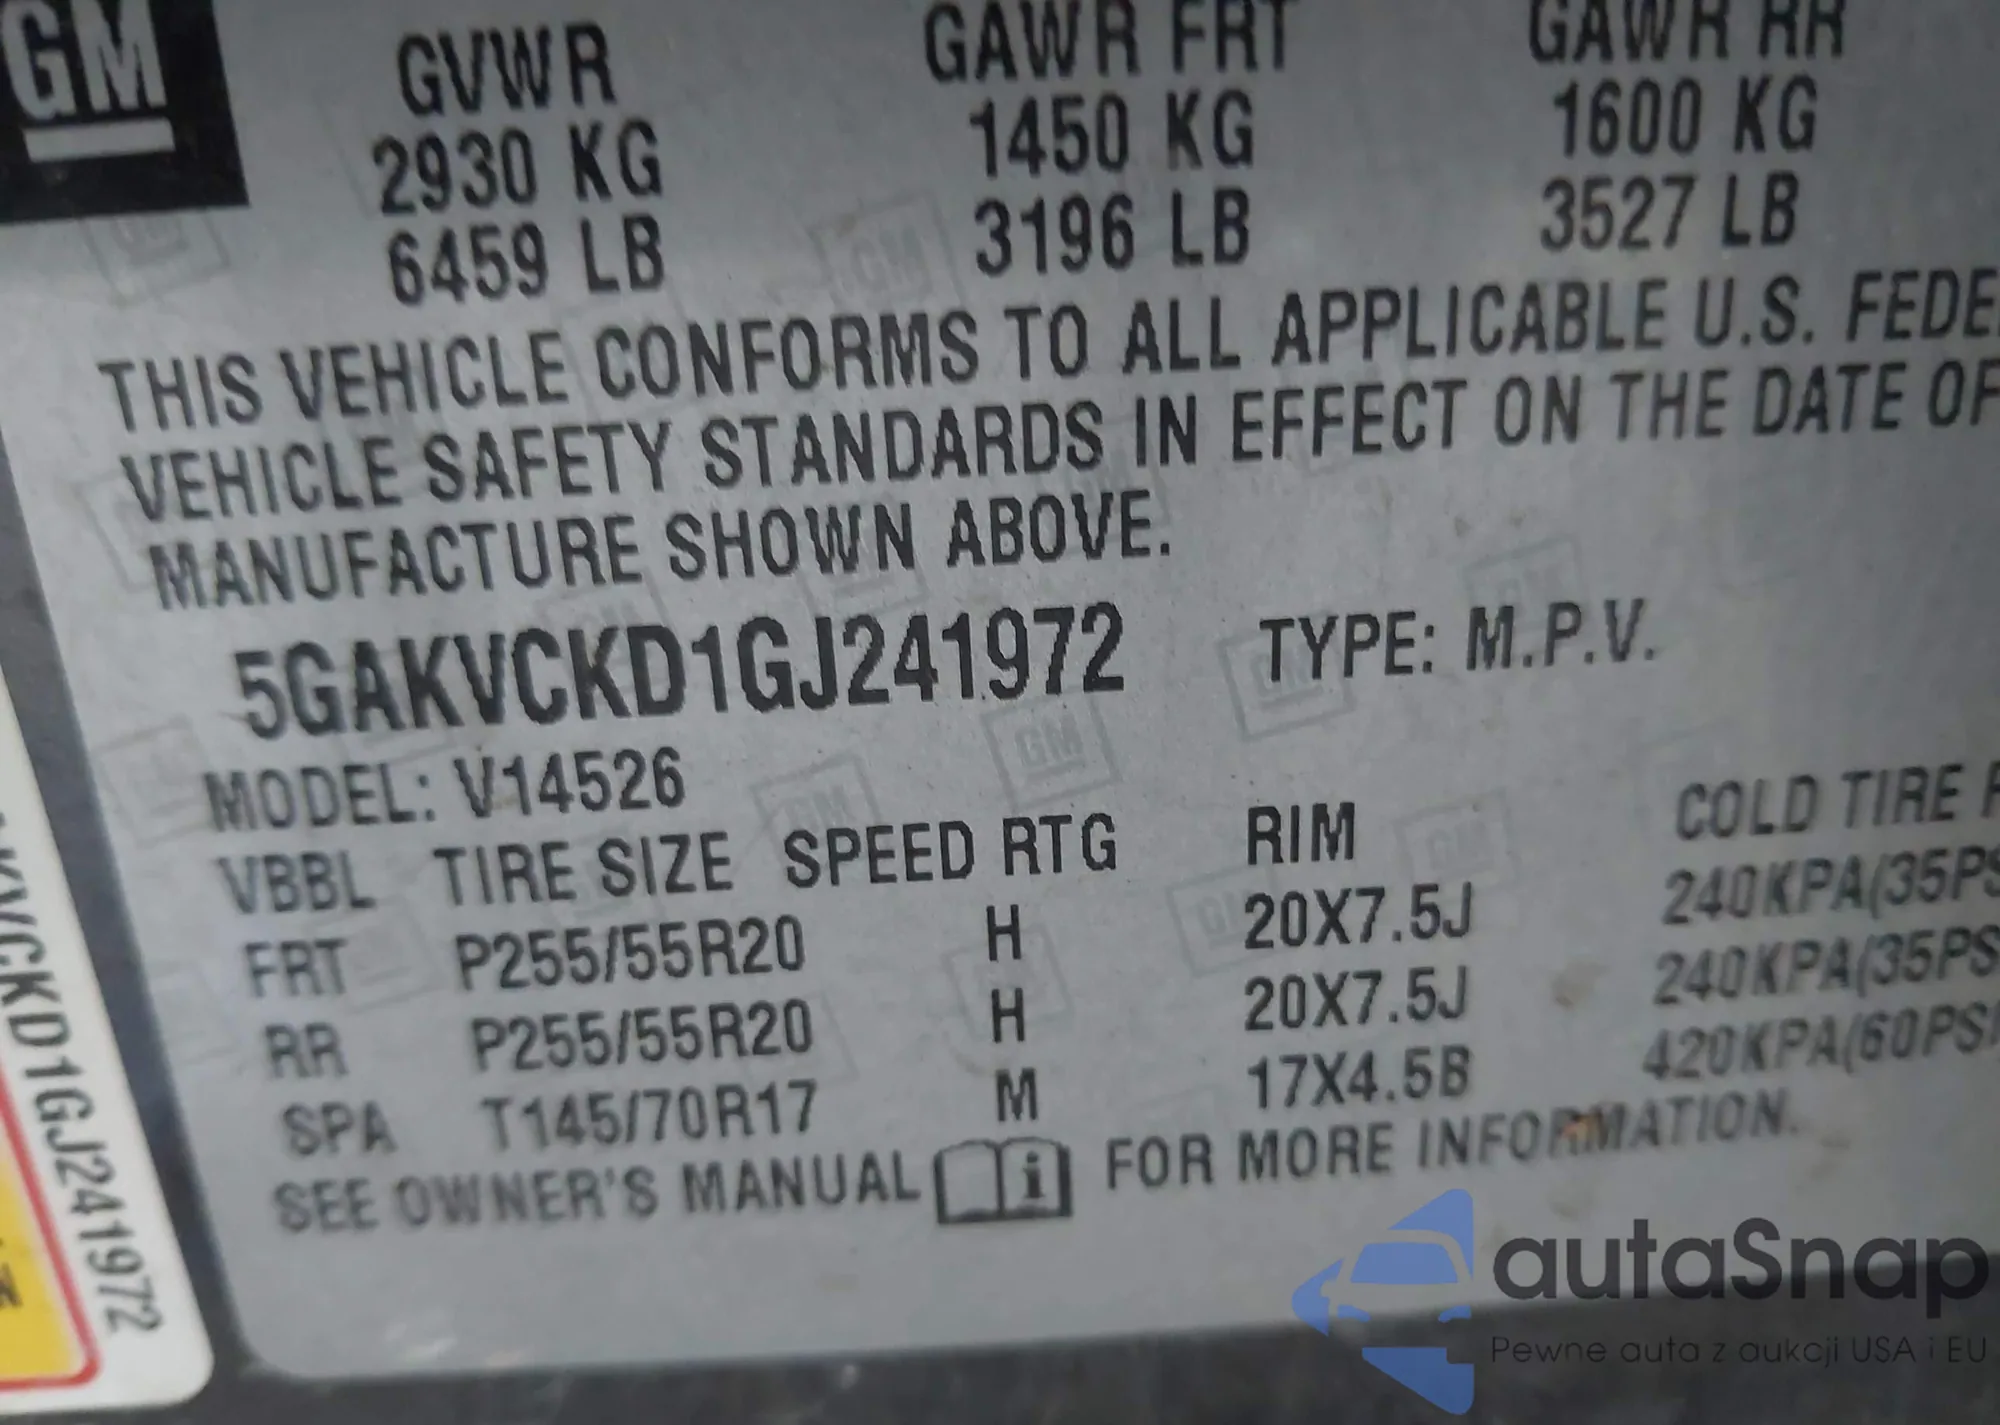 GM
GVWR GAWR FRT GAWR RR
2930 KG 1450 KG 1600 KG
6459 LB 3196 LB 3527 LB
THIS VEHICLE CONFORMS TO ALL APPLICABLE U.S. FEDE
VEHICLE SAFETY STANDARDS IN EFFECT ON THE DATE OF
MANUFACTURE SHOWN ABOVE.
5GAKVCKD1GJ241972 TYPE: M.P.V.
MODEL: V14526
VBBL TIRE SIZE SPEED RTG RIM COLD TIRE
FRT P255/55R20 H 20X7.5J 240KPA(35PS
RR P255/55R20 H 20X7.5J 240KPA(35PS
SPA T145/70R17 M 17X4.5B 420KPA(60PSI
SEE OWNER'S MANUAL i FOR MORE INFORMATION.
KVCKD1GJ241972
autaSnap
Pewne auta z aukcji USA i EU